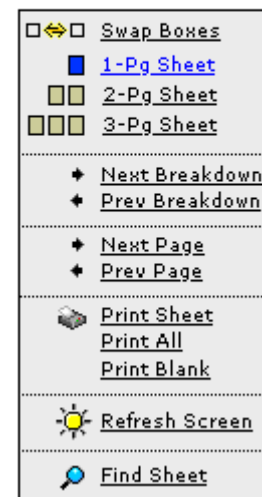 Swap Boxes
1-Pg Sheet
2-Pg Sheet
3-Pg Sheet
Next Breakdown
Prev Breakdown
Next Page
Prev Page
Print Sheet
Print All
Print Blank
Refresh Screen
Find Sheet